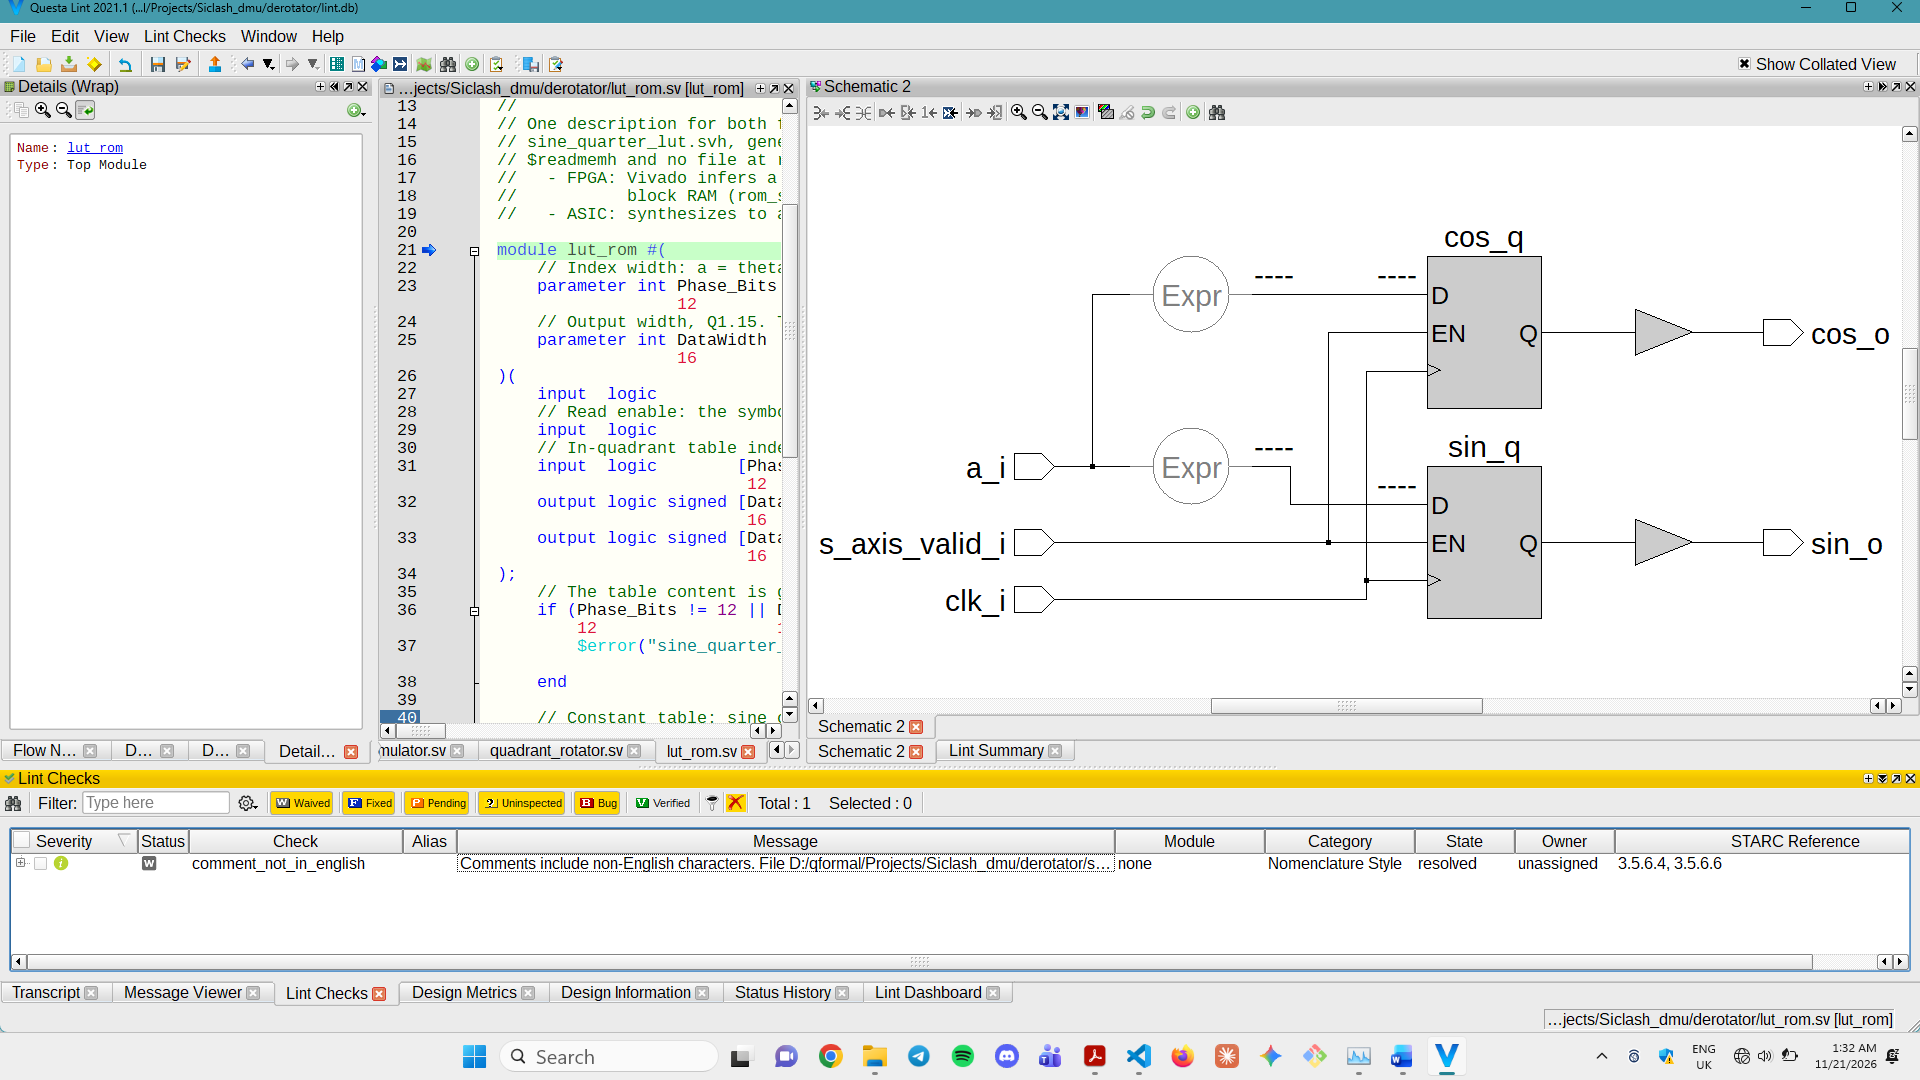 Questa Lint 2021.1 (...l/Projects/Siclash_dmu/derotator/lint.db)
File Edit View Lint Checks Window Help
Show Collated View
Details (Wrap)
Name: lut_rom
Type: Top Module
Flow N... D... D... Detail...
...jects/Siclash_dmu/derotator/lut_rom.sv [lut_rom]
13 //
14 // One description for both
15 // sine_quarter_lut.svh,
16 // $readmemh and no file at
17 // - FPGA: Vivado infers a
18 // block RAM
19 // - ASIC: synthesizes to
20
21 module lut_rom #(
22 // Index width: a =
23 parameter int Phase_Bits
12
24 // Output width, Q1.15.
25 parameter int DataWidth
16
26 )(
27 input logic
28 // Read enable: the
29 input logic
30 // In-quadrant table
31 input logic
12
32 output logic signed
16
33 output logic signed
16
34 );
35 // The table content is
36 if (Phase_Bits != 12 ||
12
37 $error("sine_quarter_
38 end
39
40 // Constant table: sine
mulator.sv quadrant_rotator.sv lut_rom.sv
Schematic 2
cos_q
Expr ---- ----
D
EN Q
cos_o
sin_q
a_i
Expr ---- ----
D
s_axis_valid_i
EN Q
sin_o
clk_i
Schematic 2
Schematic 2 Lint Summary
Lint Checks
Filter: Type here Waived Fixed Pending Uninspected Bug Verified Total : 1 Selected : 0
Severity Status Check Alias Message Module Category State Owner STARC Reference
W comment_not_in_english Comments include non-English characters. File D:/qformal/Projects/Siclash_dmu/derotator/s... none Nomenclature Style resolved unassigned 3.5.6.4, 3.5.6.6
Transcript Message Viewer Lint Checks Design Metrics Design Information Status History Lint Dashboard
...jects/Siclash_dmu/derotator/lut_rom.sv [lut_rom]
Search
ENG
UK
1:32 AM
11/21/2026